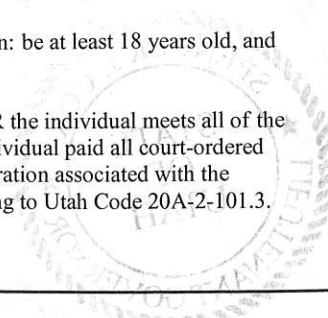 n: be at least 18 years old, and
R the individual meets all of the
ividual paid all court-ordered
ration associated with the
ng to Utah Code 20A-2-101.3.